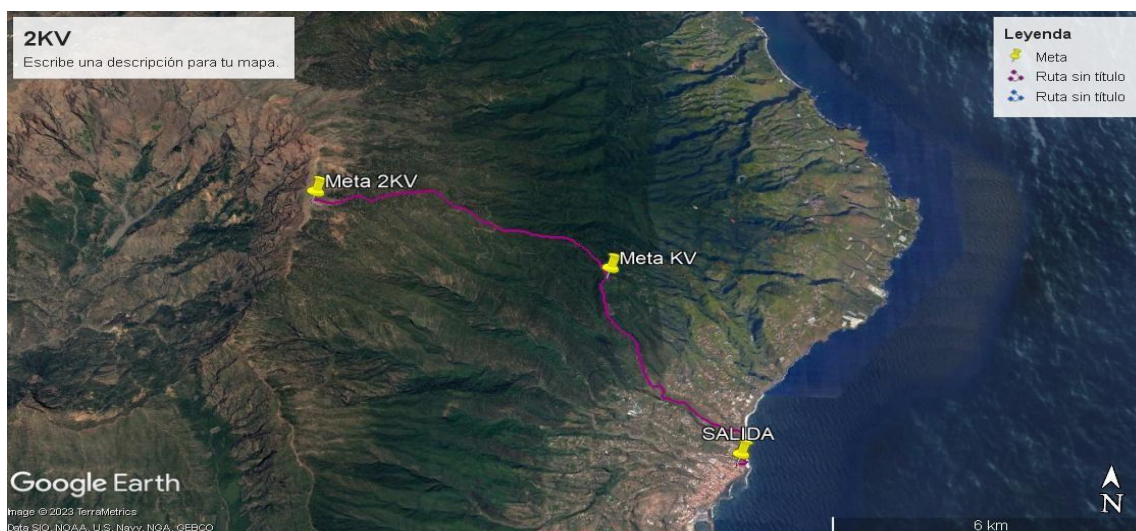 2KV
Escribe una descripción para tu mapa.
Leyenda
Meta
Ruta sin título
Ruta sin título
Meta 2KV
Meta KV
SALIDA
Google Earth
Image © 2023 TerraMetrics
Data SIO, NOAA, U.S. Navy, NGA, GEBCO
N
6 km